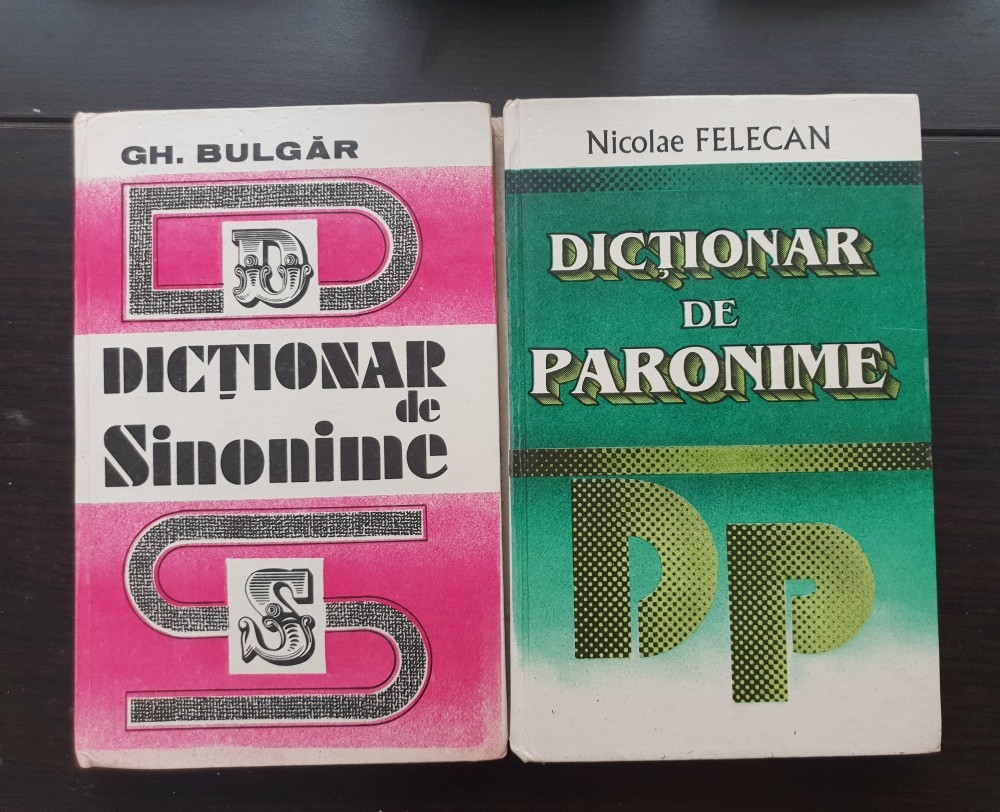 GH. BULGĂR
D
DICȚIONAR
de
Sinonime
S
Nicolae FELECAN
DICȚIONAR
DE
PARONIME
DP